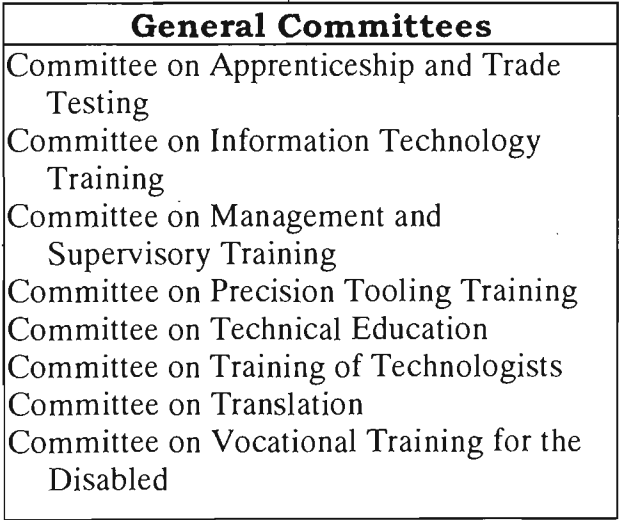 General Committees
Committee on Apprenticeship and Trade
Testing
Committee on Information Technology
Training
Committee on Management and
Supervisory Training
Committee on Precision Tooling Training
Committee on Technical Education
Committee on Training of Technologists
Committee on Translation
Committee on Vocational Training for the
Disabled